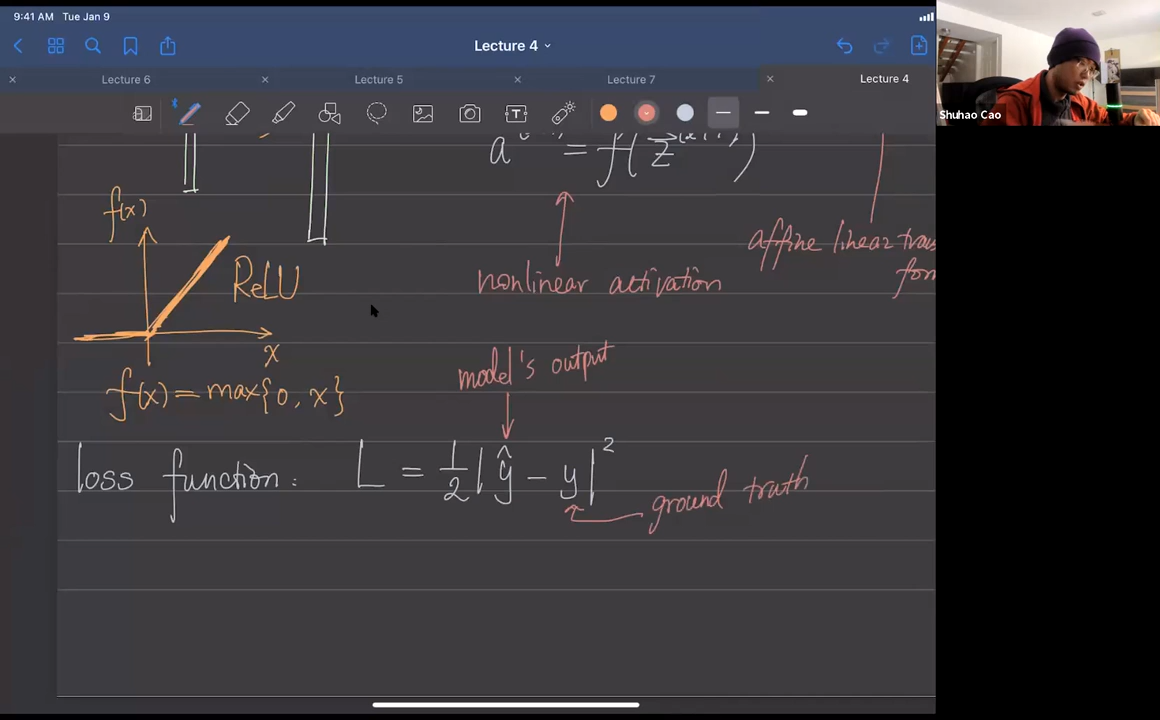 9:41 AM Tue Jan 9
Lecture 4
Lecture 6
Lecture 5
Lecture 7
Lecture 4
Shuhao Cao
a = f(z
f(x)
ReLU
x
f(x) = max{0, x}
nonlinear activation
affine linear trans
form
model's output
loss function: L = 1/2 |ŷ - y|²
ground truth